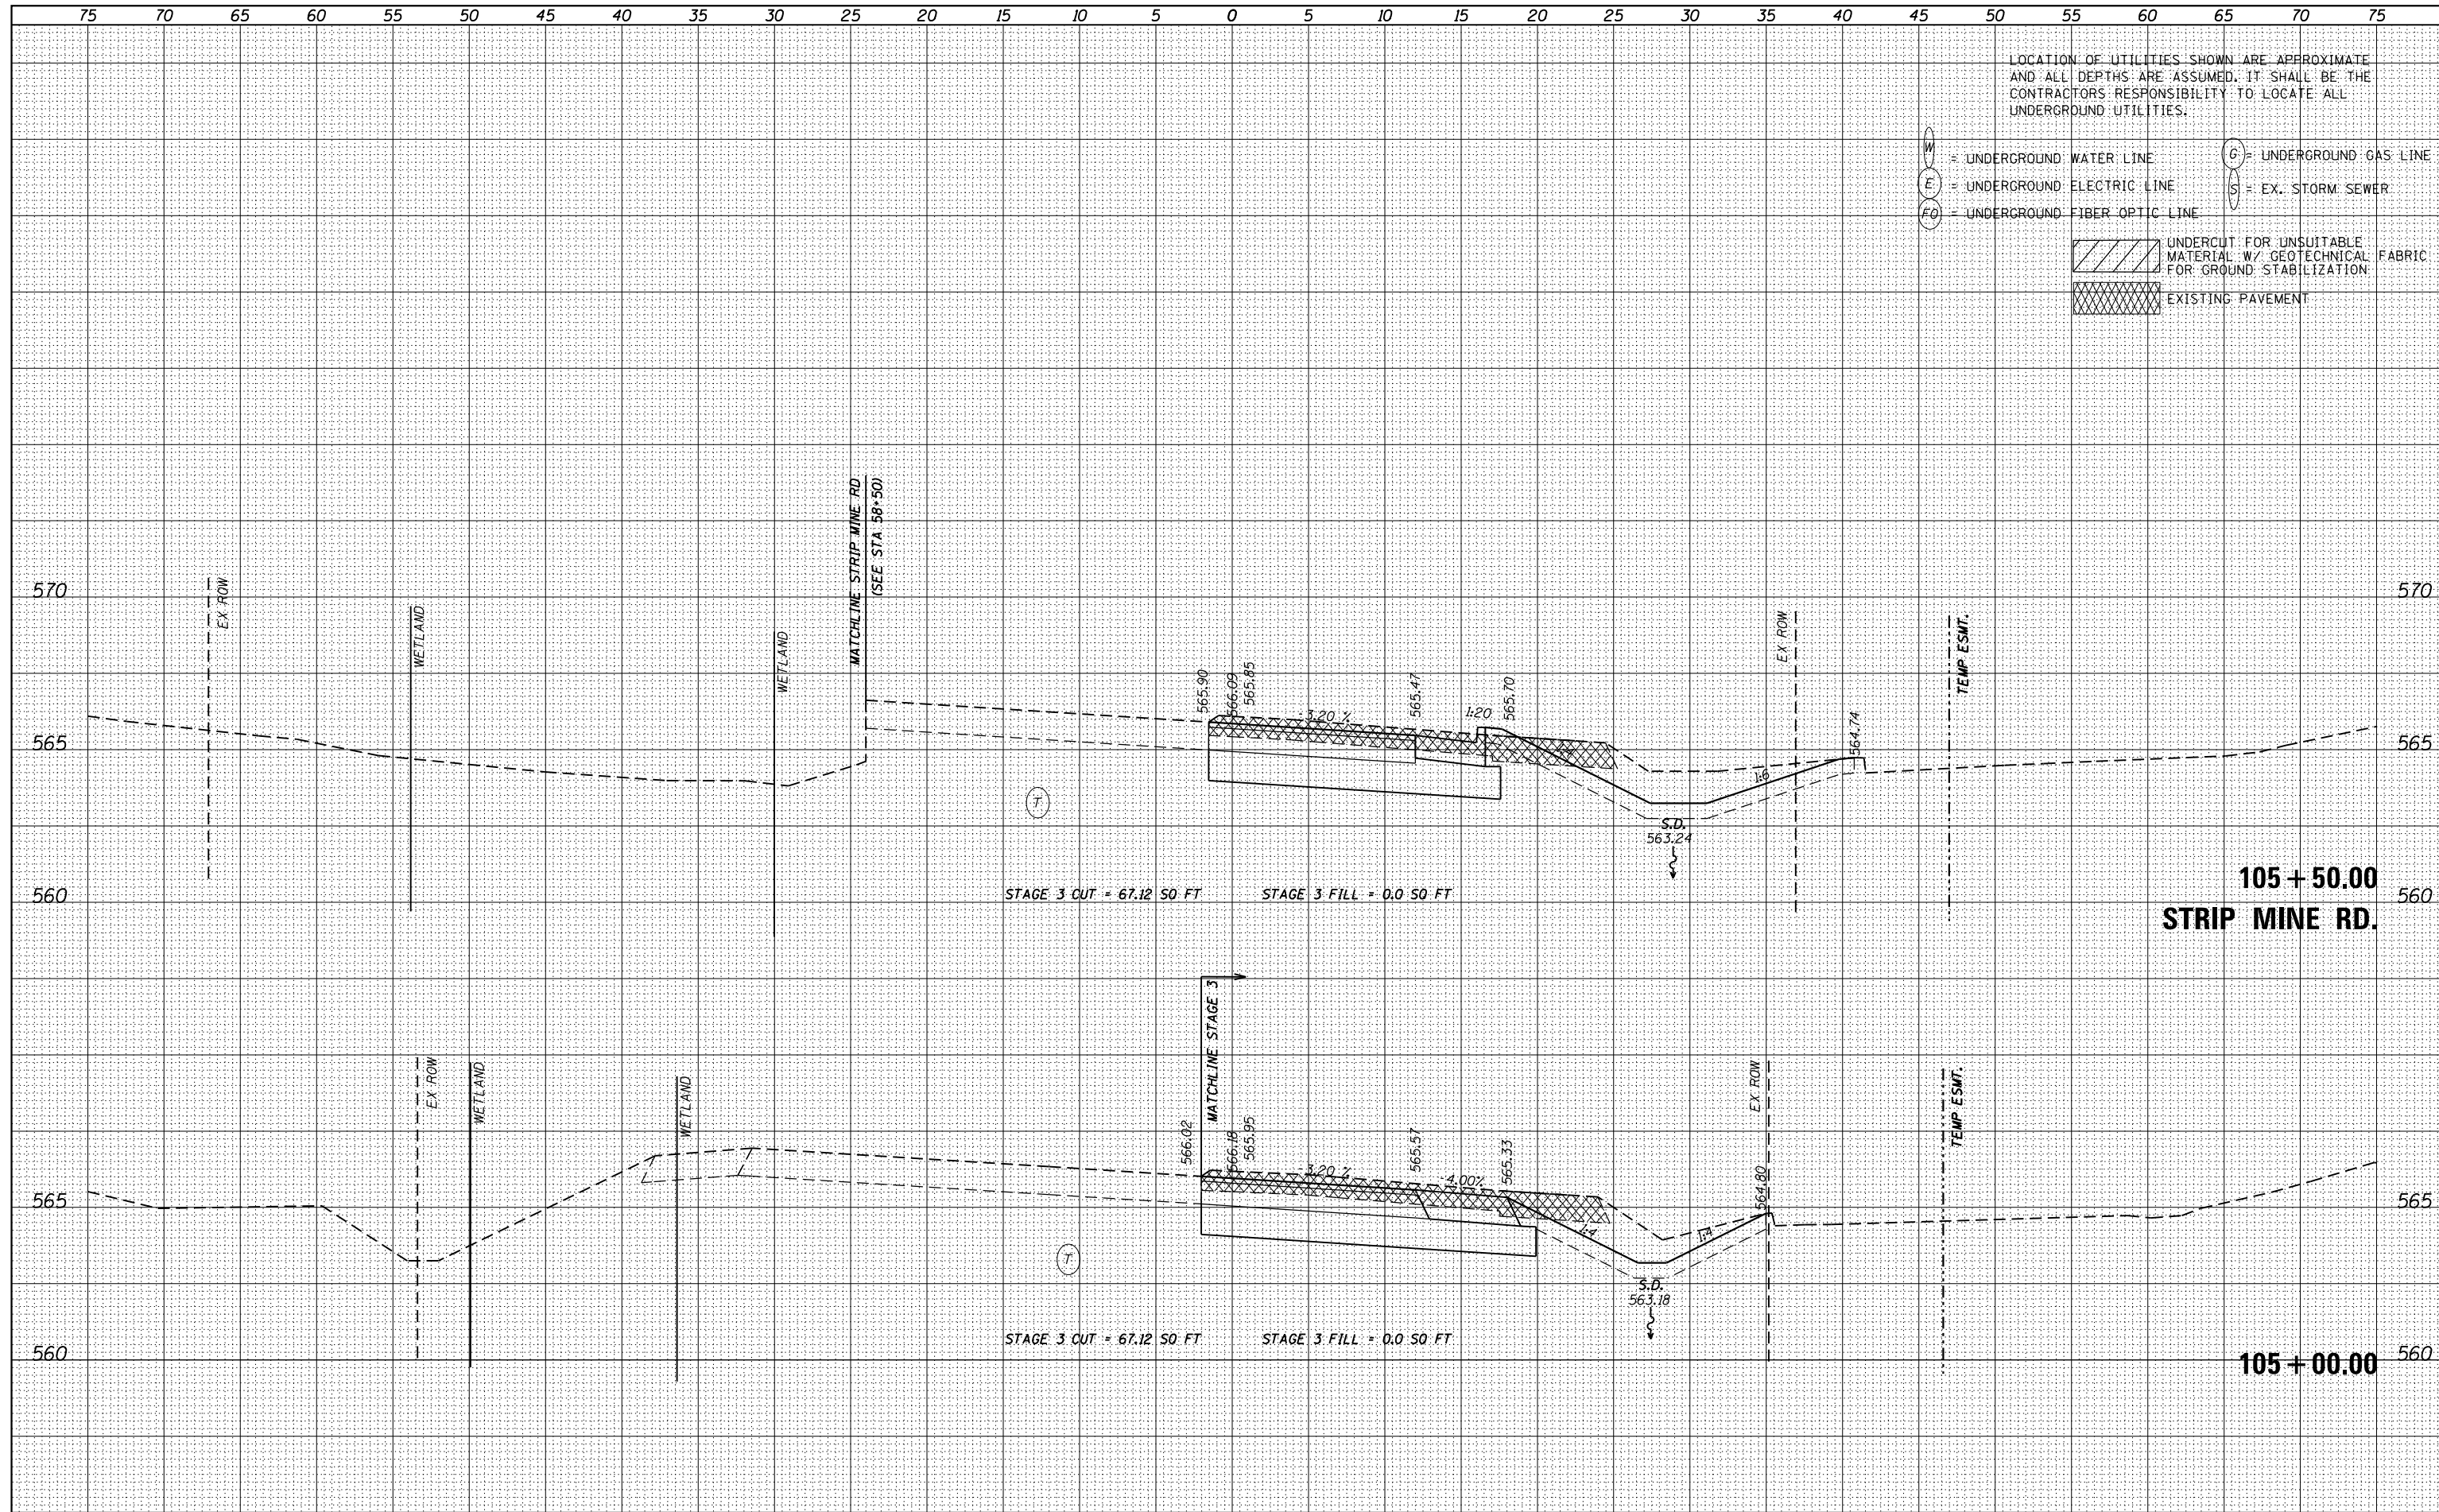 75 70 65 60 55 50 45 40 35 30 25 20 15 10 5 0 5 10 15 20 25 30 35 40 45 50 55 60 65 70 75
LOCATION OF UTILITIES SHOWN ARE APPROXIMATE
AND ALL DEPTHS ARE ASSUMED. IT SHALL BE THE
CONTRACTORS RESPONSIBILITY TO LOCATE ALL
UNDERGROUND UTILITIES.
W = UNDERGROUND WATER LINE
G = UNDERGROUND GAS LINE
E = UNDERGROUND ELECTRIC LINE
S = EX. STORM SEWER
FO = UNDERGROUND FIBER OPTIC LINE
UNDERCUT FOR UNSUITABLE
MATERIAL W/ GEOTECHNICAL FABRIC
FOR GROUND STABILIZATION
EXISTING PAVEMENT
MATCHLINE STRIP MINE RD
(SEE STA 58+50)
570
570
EX ROW
WETLAND
WETLAND
EX ROW
TEMP ESMT.
565.90
566.09
565.85
565.47
565.70
-3.20 %
1:20
564.74
565
565
1:6
T
S.D.
563.24
105+50.00
560
STAGE 3 CUT = 67.12 SQ FT
STAGE 3 FILL = 0.0 SQ FT
560
STRIP MINE RD.
MATCHLINE STAGE 3
EX ROW
WETLAND
WETLAND
EX ROW
TEMP ESMT.
566.02
566.18
565.95
565.57
565.33
-3.20 %
-4.00%
564.80
565
565
1:4
1:4
T
S.D.
563.18
STAGE 3 CUT = 67.12 SQ FT
STAGE 3 FILL = 0.0 SQ FT
560
560
105+00.00